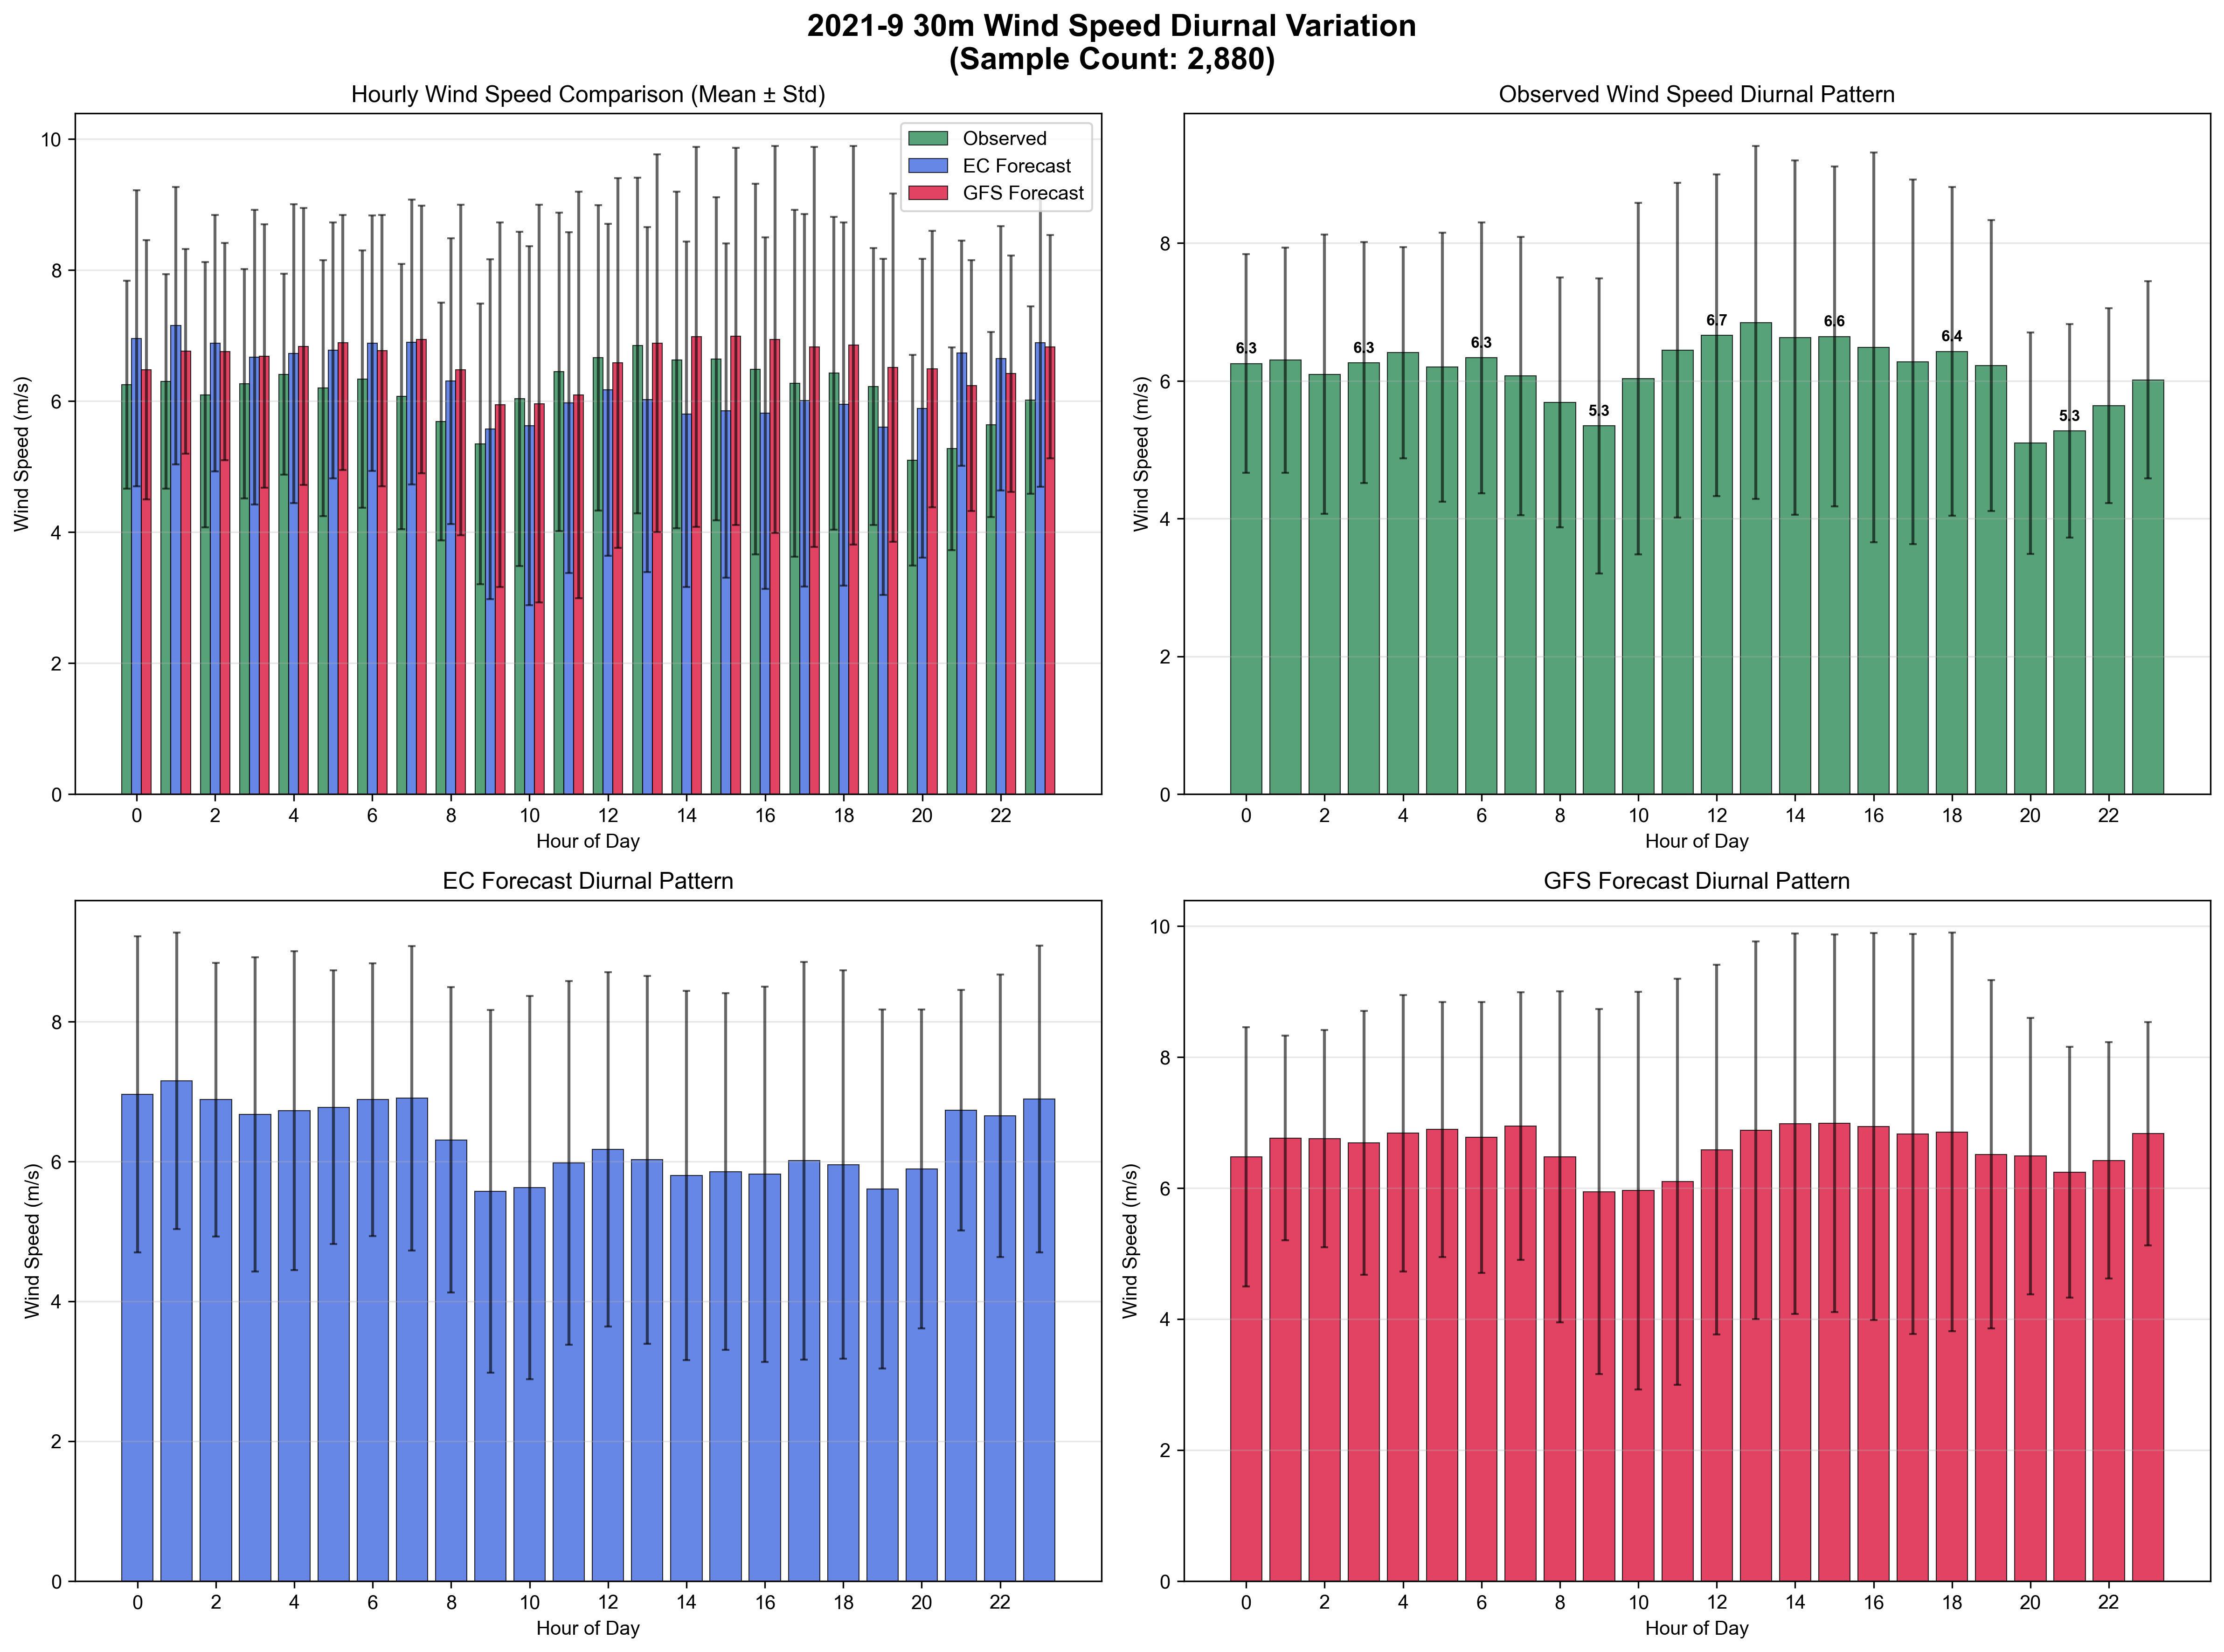 2021-9 30m Wind Speed Diurnal Variation
(Sample Count: 2,880)
Hourly Wind Speed Comparison (Mean ± Std)
Observed
EC Forecast
GFS Forecast
10
8
6
4
2
0
Wind Speed (m/s)
0 2 4 6 8 10 12 14 16 18 20 22
Hour of Day
Observed Wind Speed Diurnal Pattern
8
6
4
2
0
Wind Speed (m/s)
6.3 6.3 6.3 5.3 6.7 6.6 6.4 5.3
0 2 4 6 8 10 12 14 16 18 20 22
Hour of Day
EC Forecast Diurnal Pattern
8
6
4
2
0
Wind Speed (m/s)
0 2 4 6 8 10 12 14 16 18 20 22
Hour of Day
GFS Forecast Diurnal Pattern
10
8
6
4
2
0
Wind Speed (m/s)
0 2 4 6 8 10 12 14 16 18 20 22
Hour of Day